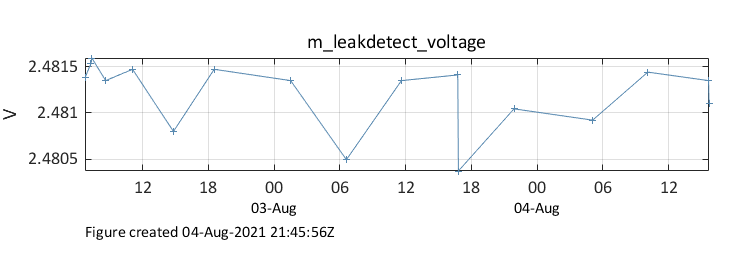 m_leakdetect_voltage
2.4815
2.481
2.4805
V
12 18 00 06 12 18 00 06 12
03-Aug 04-Aug
Figure created 04-Aug-2021 21:45:56Z